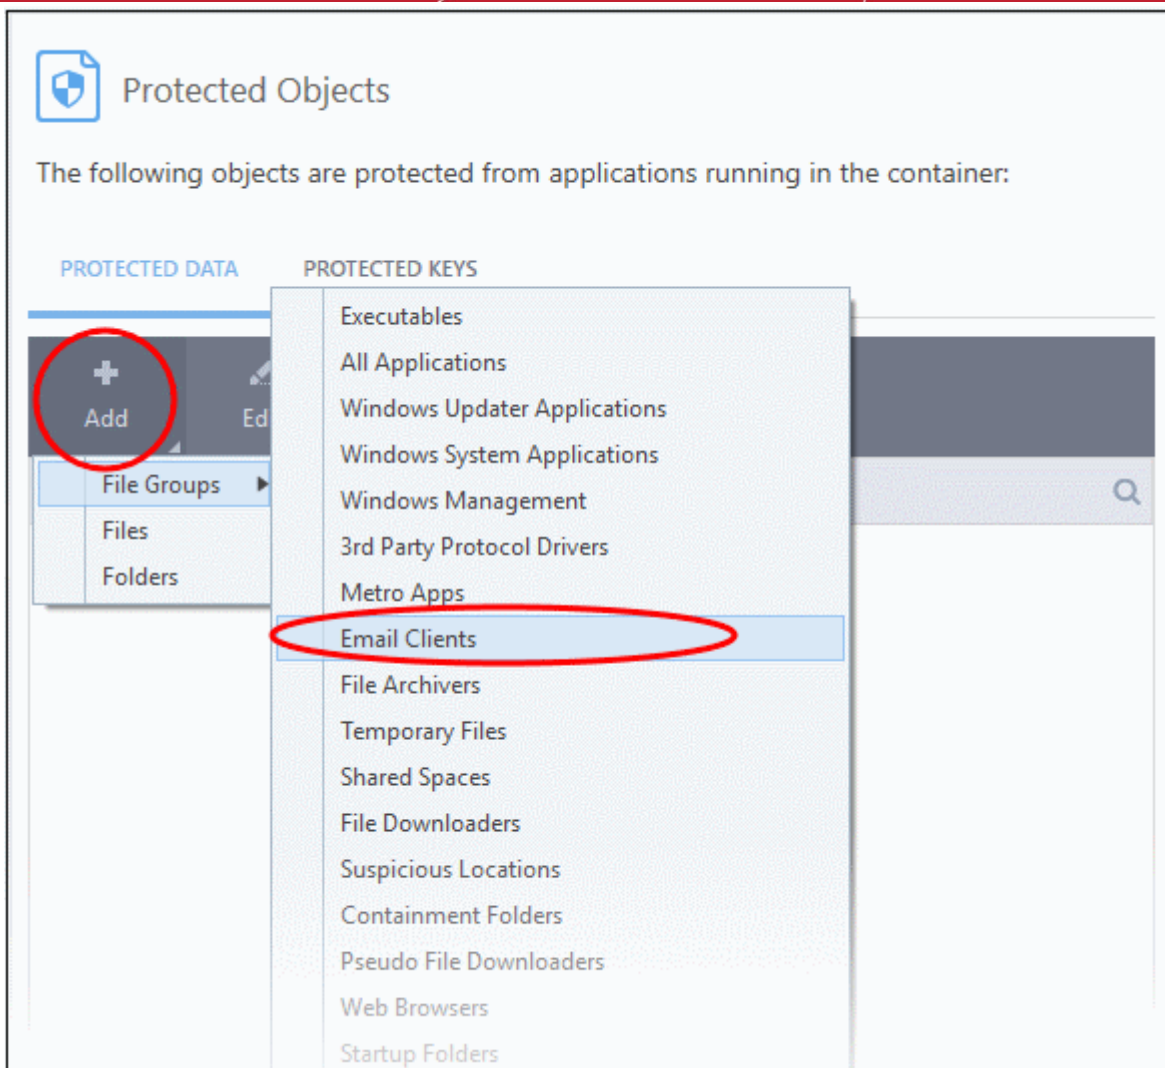 Protected Objects
The following objects are protected from applications running in the container:
PROTECTED DATA PROTECTED KEYS
Add
Ed
File Groups
Files
Folders
Executables
All Applications
Windows Updater Applications
Windows System Applications
Windows Management
3rd Party Protocol Drivers
Metro Apps
Email Clients
File Archivers
Temporary Files
Shared Spaces
File Downloaders
Suspicious Locations
Containment Folders
Pseudo File Downloaders
Web Browsers
Startup Folders